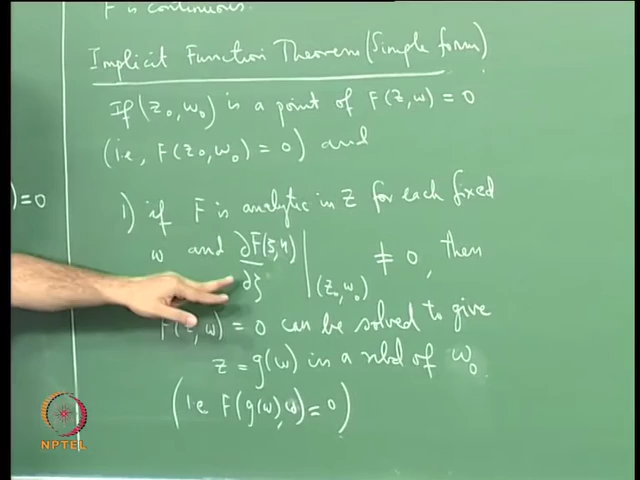 F is continuous.
Implicit Function Theorem (Simple form)
If (z₀, w₀) is a point of F(z, w) = 0
(i.e, F(z₀, w₀) = 0) and
) = 0
1) if F is analytic in z for each fixed
w and ∂F(ζ, η)/∂ζ |(z₀, w₀) ≠ 0, then
F(z, w) = 0 can be solved to give
z = g(w) in a nbd of w₀.
(i.e F(g(w), w) = 0)
NPTEL